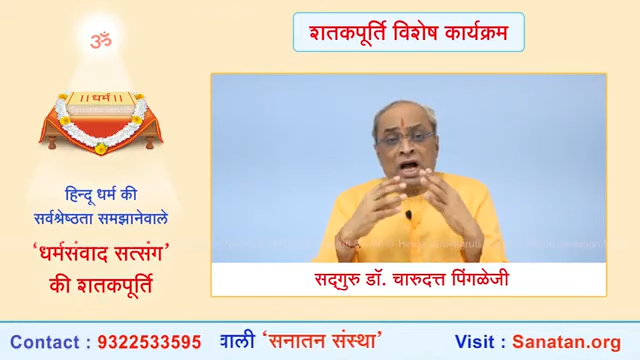 ॐ
शतकपूर्ति विशेष कार्यक्रम
।। धर्म ।।
हिन्दू धर्म की
सर्वश्रेष्ठता समझानेवाले
‘धर्मसंवाद सत्संग’
की शतकपूर्ति
सद्गुरु डॉ. चारुदत्त पिंगळेजी
Contact : 9322533595 वाली ‘सनातन संस्था’ Visit : Sanatan.org